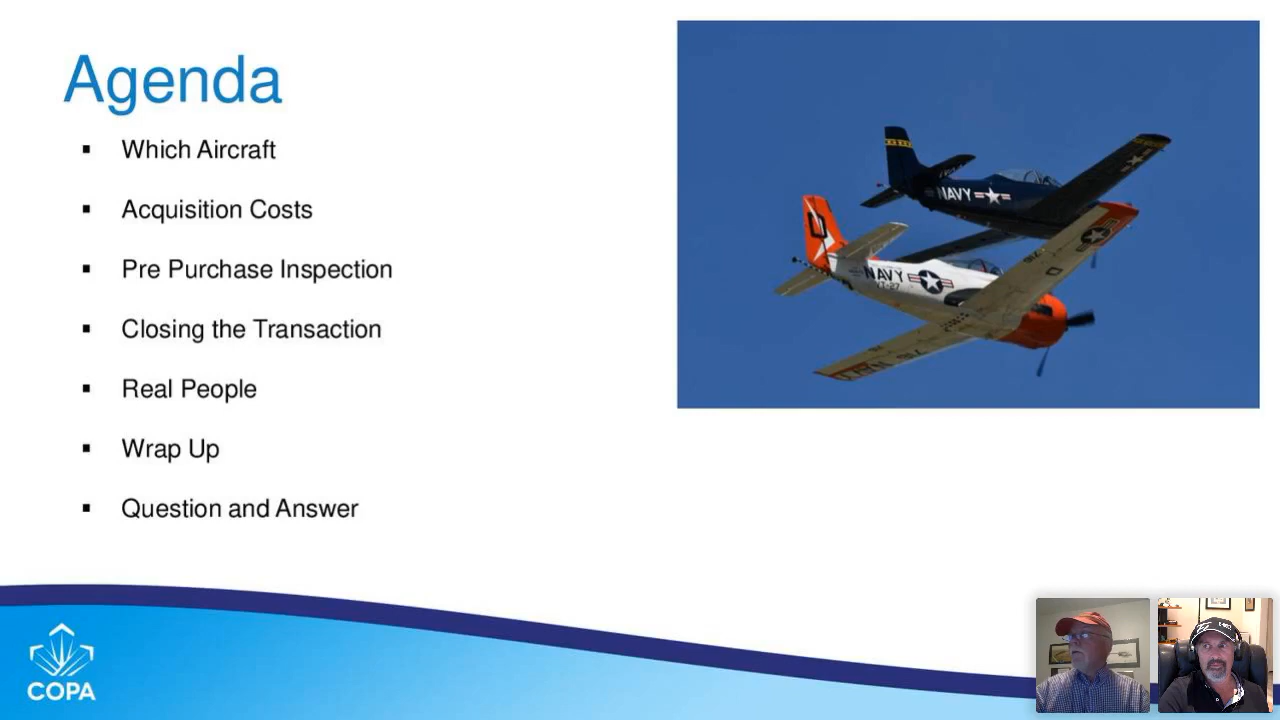 Agenda
Which Aircraft
Acquisition Costs
Pre Purchase Inspection
Closing the Transaction
Real People
Wrap Up
Question and Answer
NAVY
D
NAVY
COPA